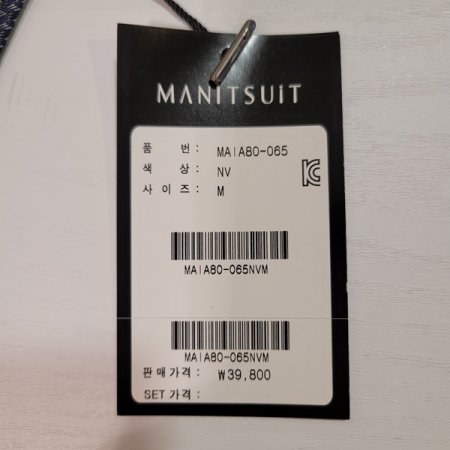 MANITSUIT
품 번 : MAIA80-065
색 상 : NV
사 이 즈 : M
MAIA80-065NVM
MAIA80-065NVM
판매가격 : ₩39,800
SET 가격 :